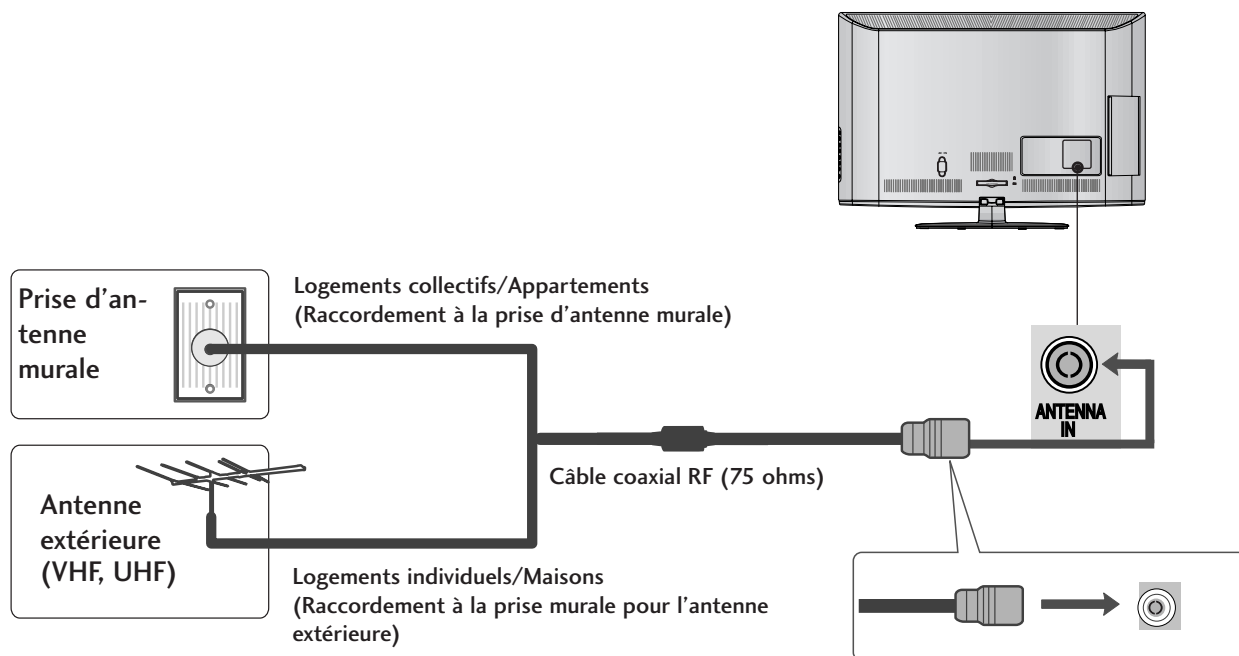 Prise d’an-
tenne
murale
Logements collectifs/Appartements
(Raccordement à la prise d’antenne murale)
ANTENNA
IN
Câble coaxial RF (75 ohms)
Antenne
extérieure
(VHF, UHF)
Logements individuels/Maisons
(Raccordement à la prise murale pour l’antenne
extérieure)